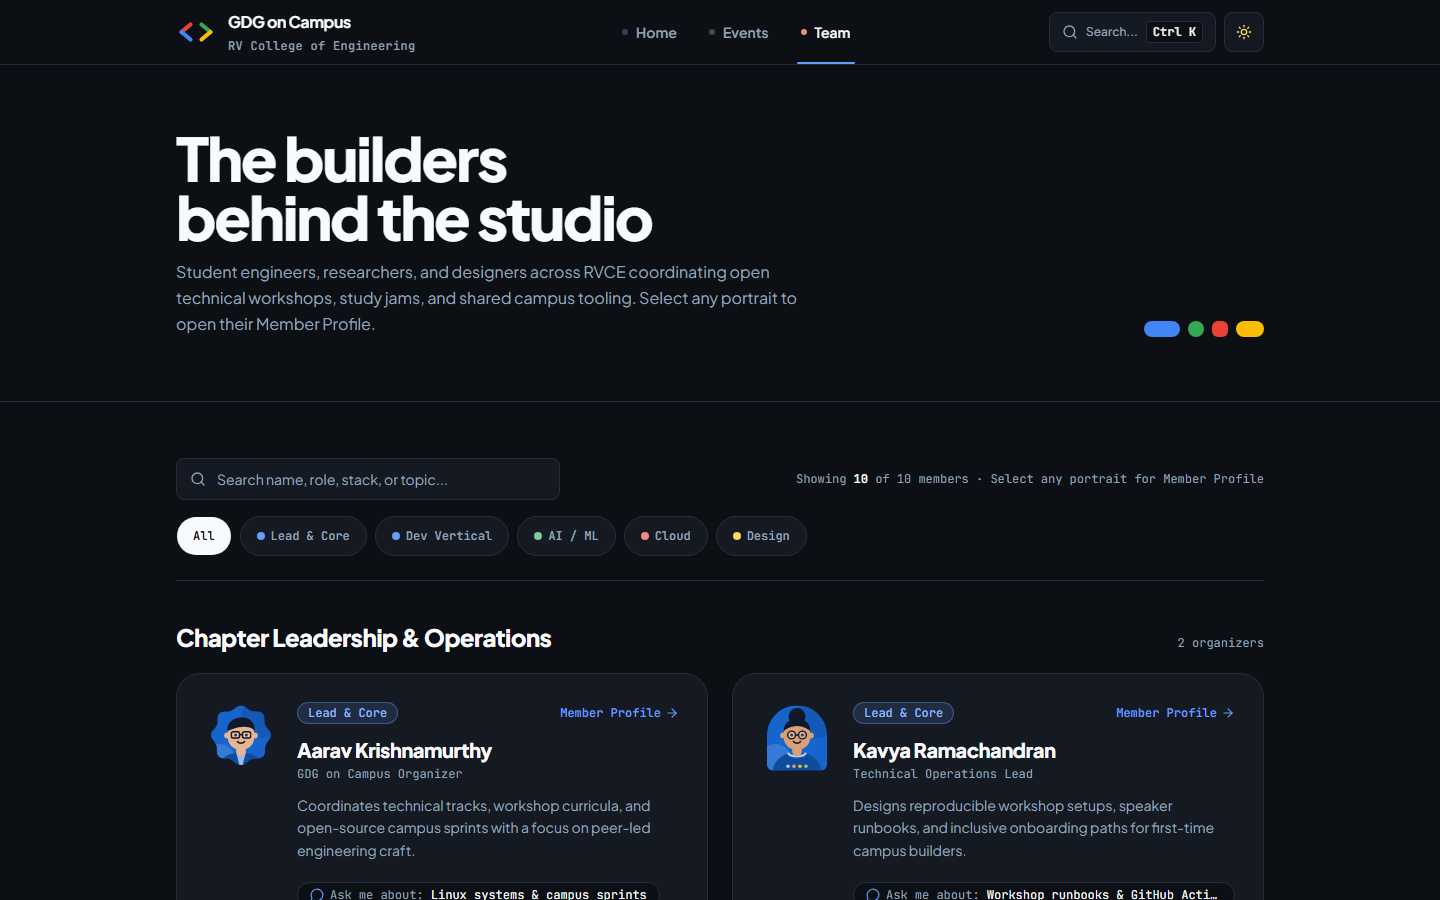 GDG on Campus
RV College of Engineering
Home
Events
Team
Search...
Ctrl K
The builders
behind the studio
Student engineers, researchers, and designers across RVCE coordinating open
technical workshops, study jams, and shared campus tooling. Select any portrait to
open their Member Profile.
Search name, role, stack, or topic...
Showing 10 of 10 members · Select any portrait for Member Profile
All
Lead & Core
Dev Vertical
AI / ML
Cloud
Design
Chapter Leadership & Operations
2 organizers
Lead & Core
Member Profile →
Aarav Krishnamurthy
GDG on Campus Organizer
Coordinates technical tracks, workshop curricula, and
open-source campus sprints with a focus on peer-led
engineering craft.
Ask me about: Linux systems & campus sprints
Lead & Core
Member Profile →
Kavya Ramachandran
Technical Operations Lead
Designs reproducible workshop setups, speaker
runbooks, and inclusive onboarding paths for first-time
campus builders.
Ask me about: Workshop runbooks & GitHub Acti…